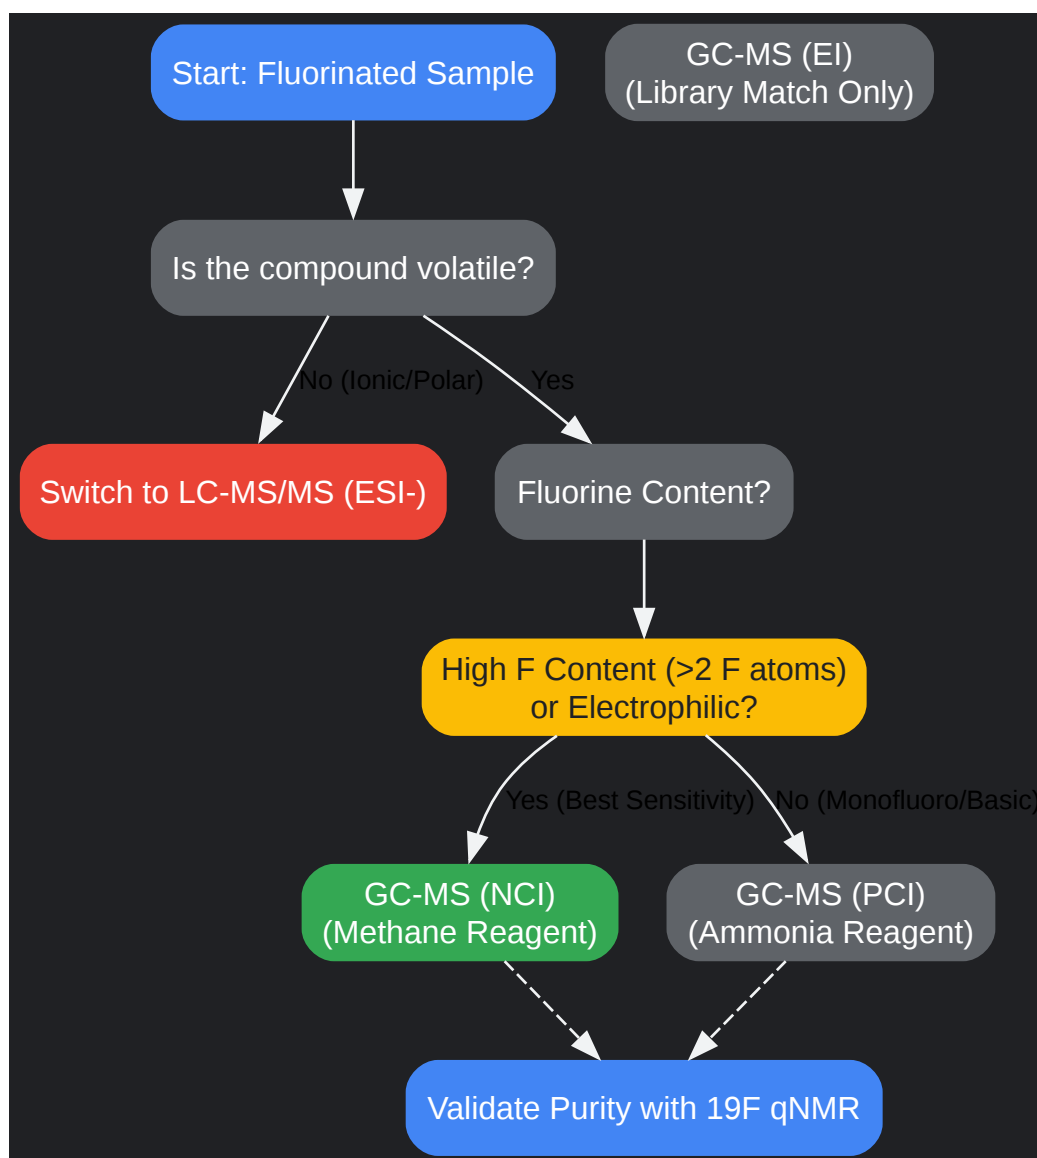 Start: Fluorinated Sample
GC-MS (EI)
(Library Match Only)
Is the compound volatile?
No (Ionic/Polar)
Yes
Switch to LC-MS/MS (ESI-)
Fluorine Content?
High F Content (>2 F atoms)
or Electrophilic?
Yes (Best Sensitivity)
No (Monofluoro/Basic)
GC-MS (NCI)
(Methane Reagent)
GC-MS (PCI)
(Ammonia Reagent)
Validate Purity with 19F qNMR